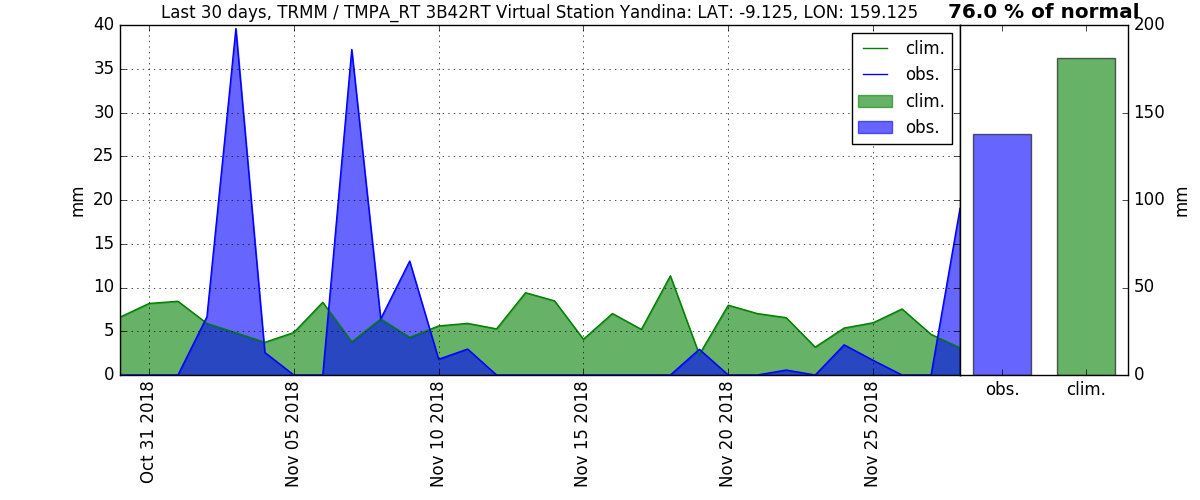 Last 30 days, TRMM / TMPA_RT 3B42RT Virtual Station Yandina: LAT: -9.125, LON: 159.125
76.0 % of normal
40
35
30
25
20
15
10
5
0
mm
clim.
obs.
clim.
obs.
200
150
100
50
0
mm
obs.
clim.
Oct 31 2018
Nov 05 2018
Nov 10 2018
Nov 15 2018
Nov 20 2018
Nov 25 2018